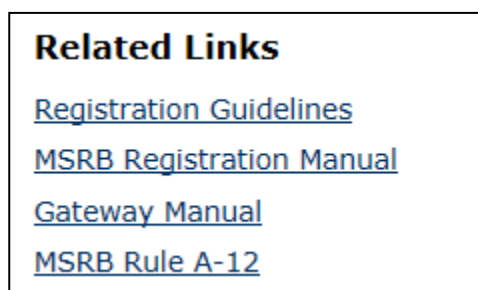 Related Links
Registration Guidelines
MSRB Registration Manual
Gateway Manual
MSRB Rule A-12